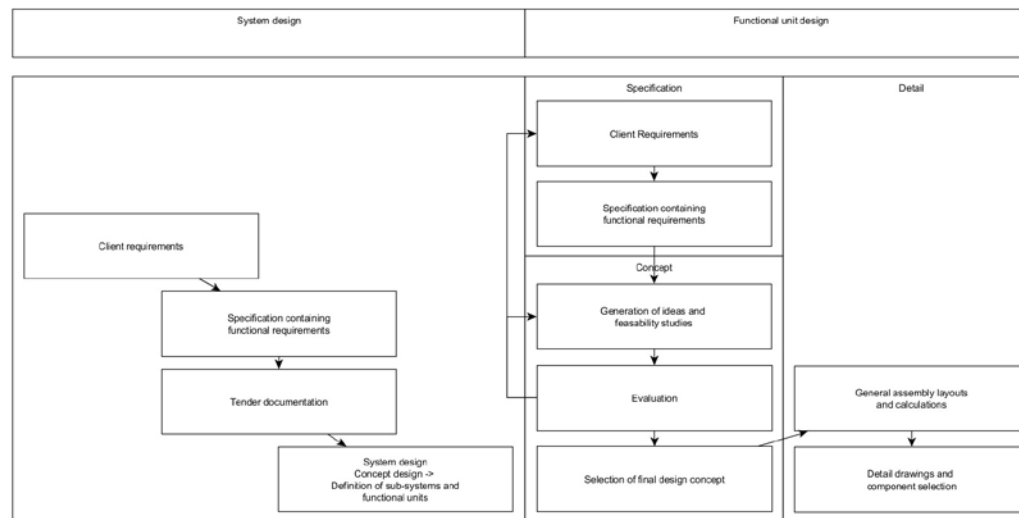 System design
Functional unit design
Client requirements
Specification containing
functional requirements
Tender documentation
System design
Concept design ->
Definition of sub-systems and
functional units
Specification
Client Requirements
Specification containing
functional requirements
Concept
Generation of ideas and
feasability studies
Evaluation
Selection of final design concept
Detail
General assembly layouts
and calculations
Detail drawings and
component selection